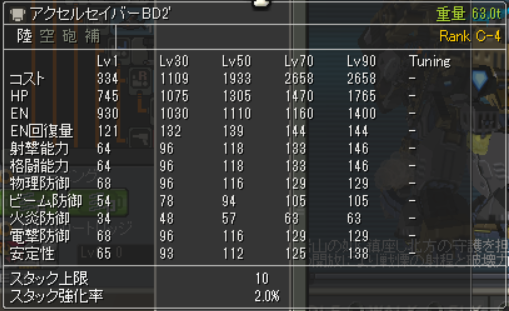 アクセルセイバーBD2' 重量 63.0t
陸 空 砲 補 Rank C-4
Lv1 Lv30 Lv50 Lv70 Lv90 Tuning
コスト 334 1109 1933 2658 2658 -
HP 745 1075 1305 1470 1765 -
EN 930 1030 1110 1160 1400 -
EN回復量 121 132 139 144 144 -
射撃能力 64 96 118 133 146 -
格闘能力 64 96 118 133 146 -
物理防御 68 96 116 129 129 -
ビーム防御 54 78 94 105 105 -
火炎防御 34 48 57 63 63 -
電撃防御 68 96 116 129 129 -
安定性 65 93 112 125 138 -
スタック上限 10
スタック強化率 2.0%